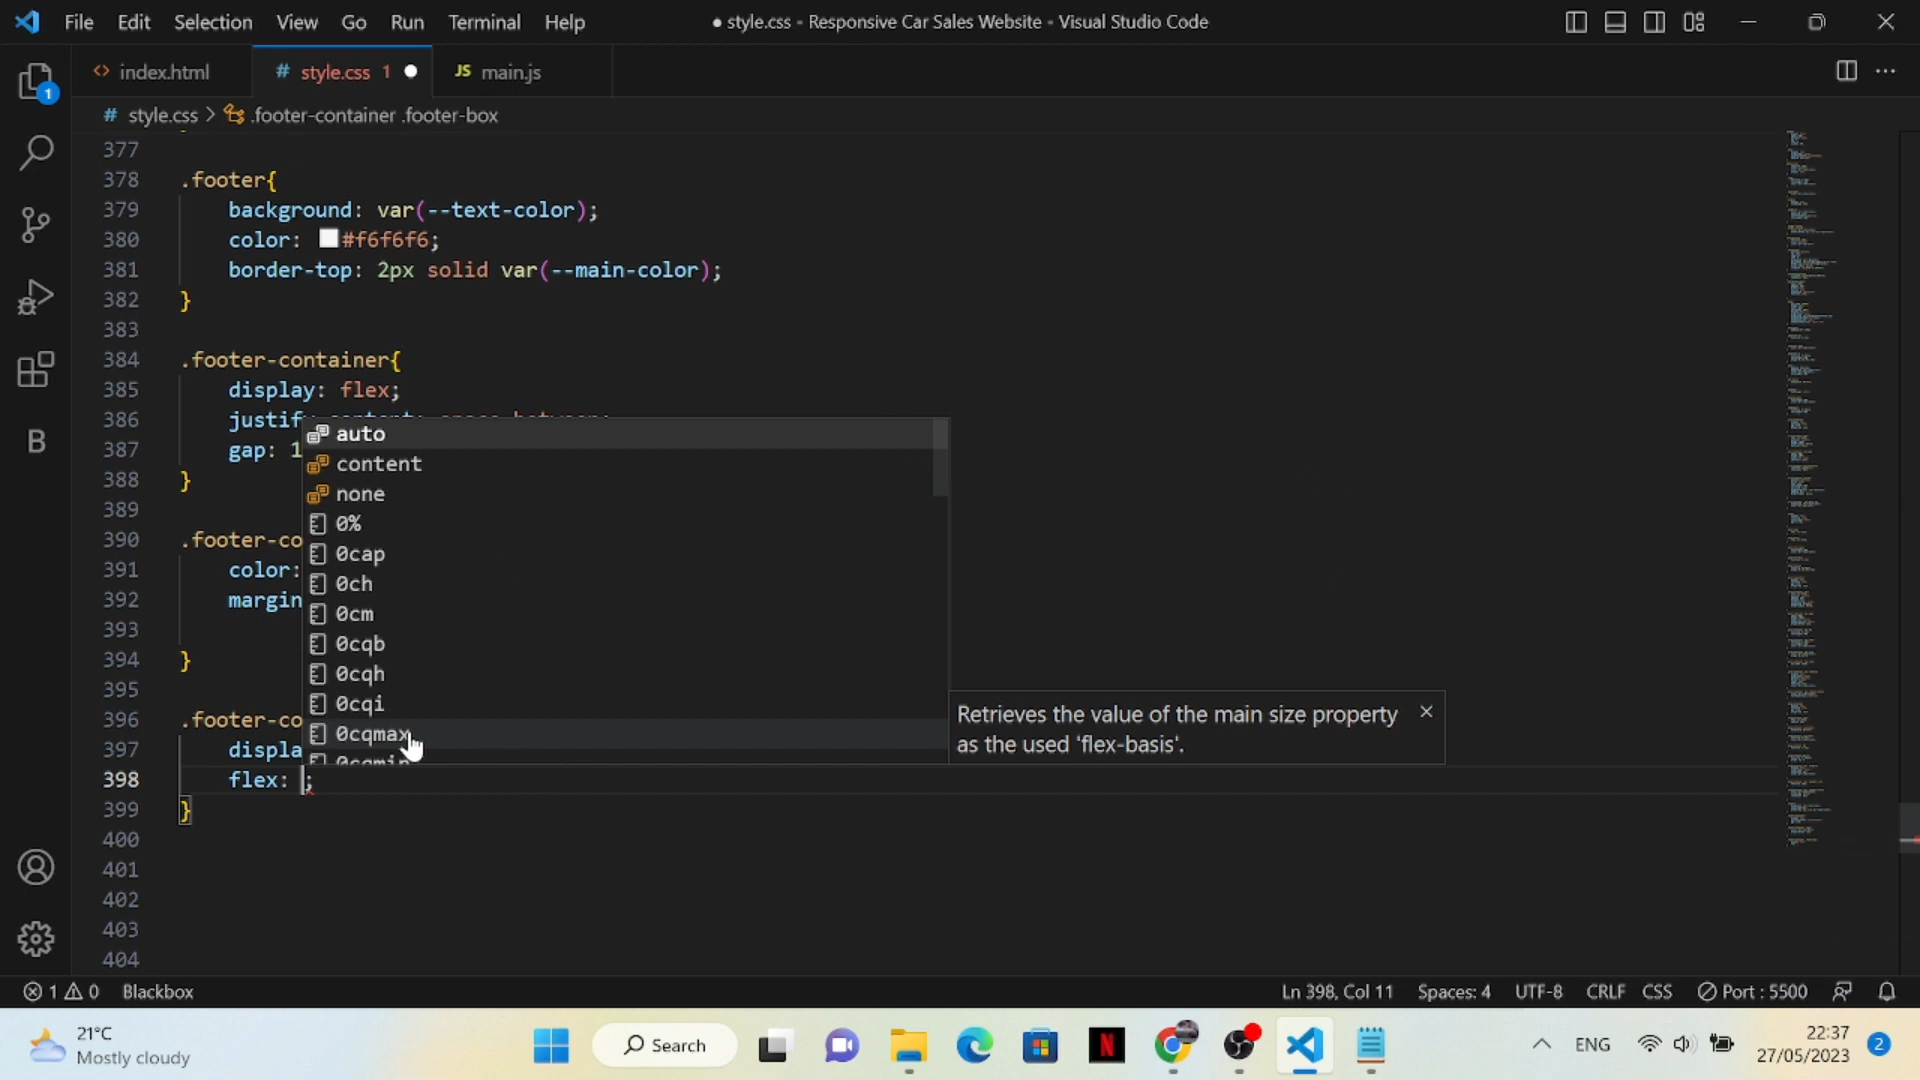 File Edit Selection View Go Run Terminal Help ● style.css - Responsive Car Sales Website - Visual Studio Code
index.html # style.css 1 JS main.js
1
# style.css > .footer-container .footer-box
377
378 .footer{
379 background: var(--text-color);
380 color: #f6f6f6;
381 border-top: 2px solid var(--main-color);
382 }
383
384 .footer-container{
385 display: flex;
386 justify-content: space-between;
387 gap: 1
388 }
389
390 .footer-co
391 color:
392 margin
393
394 }
395
396 .footer-co
397 displa
398 flex: ;
399 }
400
401
402
403
404
auto
content
none
0%
0cap
0ch
0cm
0cqb
0cqh
0cqi
0cqmax
0cqmin
Retrieves the value of the main size property
as the used 'flex-basis'.
B
1 0 Blackbox Ln 398, Col 11 Spaces: 4 UTF-8 CRLF CSS Port : 5500
21°C
Mostly cloudy
Search
N
ENG
22:37
27/05/2023
2